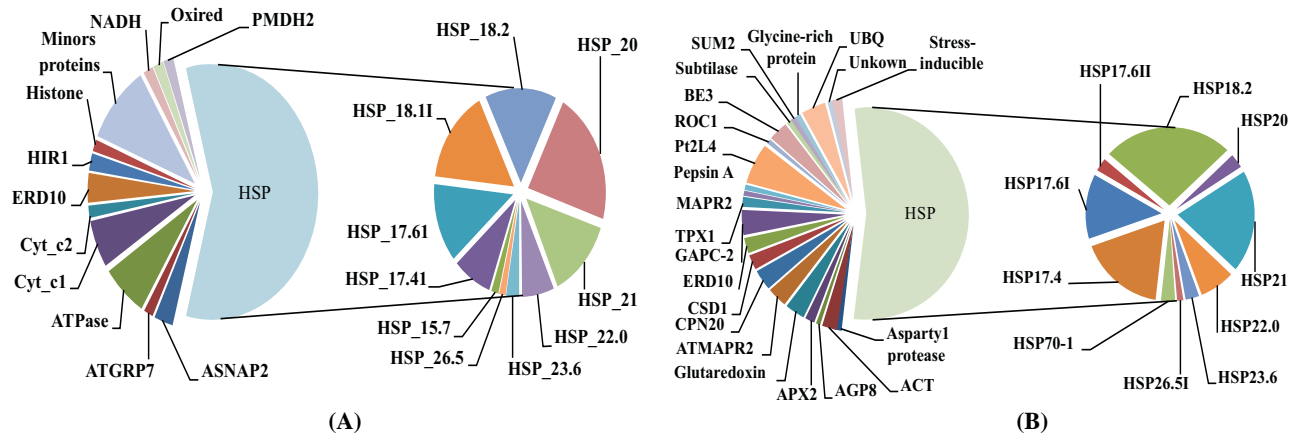 NADH
Oxired
PMDH2
Minors
proteins
Histone
HIR1
ERD10
Cyt_c2
Cyt_c1
ATPase
ATGRP7
ASNAP2
HSP
HSP_18.2
HSP_20
HSP_18.1I
HSP_17.61
HSP_17.41
HSP_15.7
HSP_26.5
HSP_23.6
HSP_22.0
HSP_21
(A)
SUM2
Glycine-rich
protein
UBQ
Unkown
Stress-
inducible
Subtilase
BE3
ROC1
Pt2L4
Pepsin A
MAPR2
TPX1
GAPC-2
ERD10
CSD1
CPN20
ATMAPR2
Glutaredoxin
APX2
AGP8
ACT
Asparty1
protease
HSP
HSP17.6II
HSP18.2
HSP20
HSP17.6I
HSP17.4
HSP21
HSP22.0
HSP70-1
HSP26.5I
HSP23.6
(B)